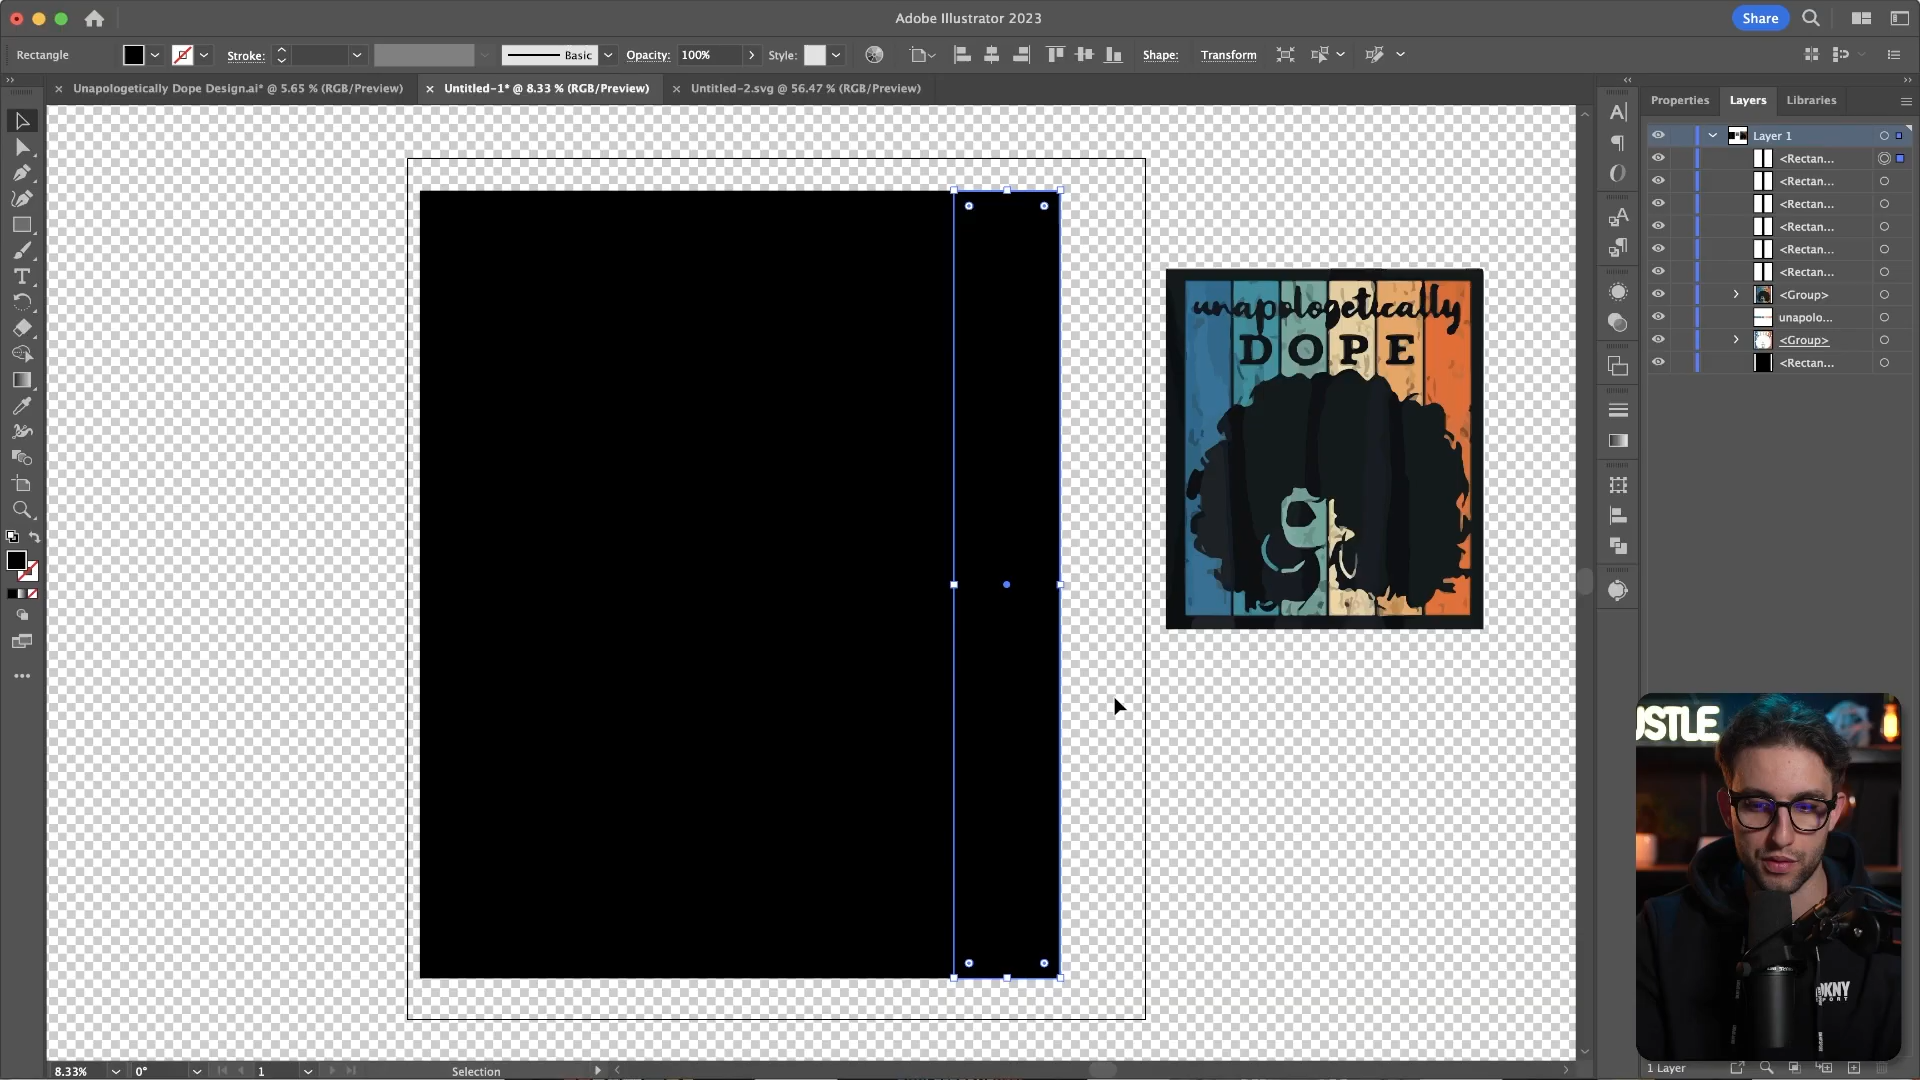 Adobe Illustrator 2023
Share
Rectangle
Stroke:
Basic
Opacity:
100%
Style:
Shape:
Transform
Unapologetically Dope Design.ai* @ 5.65 % (RGB/Preview)
Untitled-1* @ 8.33 % (RGB/Preview)
Untitled-2.svg @ 56.47 % (RGB/Preview)
Properties
Layers
Libraries
Layer 1
<Rectan...
<Rectan...
<Rectan...
<Rectan...
<Rectan...
<Rectan...
<Group>
unapolo...
<Group>
<Rectan...
unapologetically
DOPE
USTLE
DKNY
SPORT
8.33%
0°
1
Selection
1 Layer